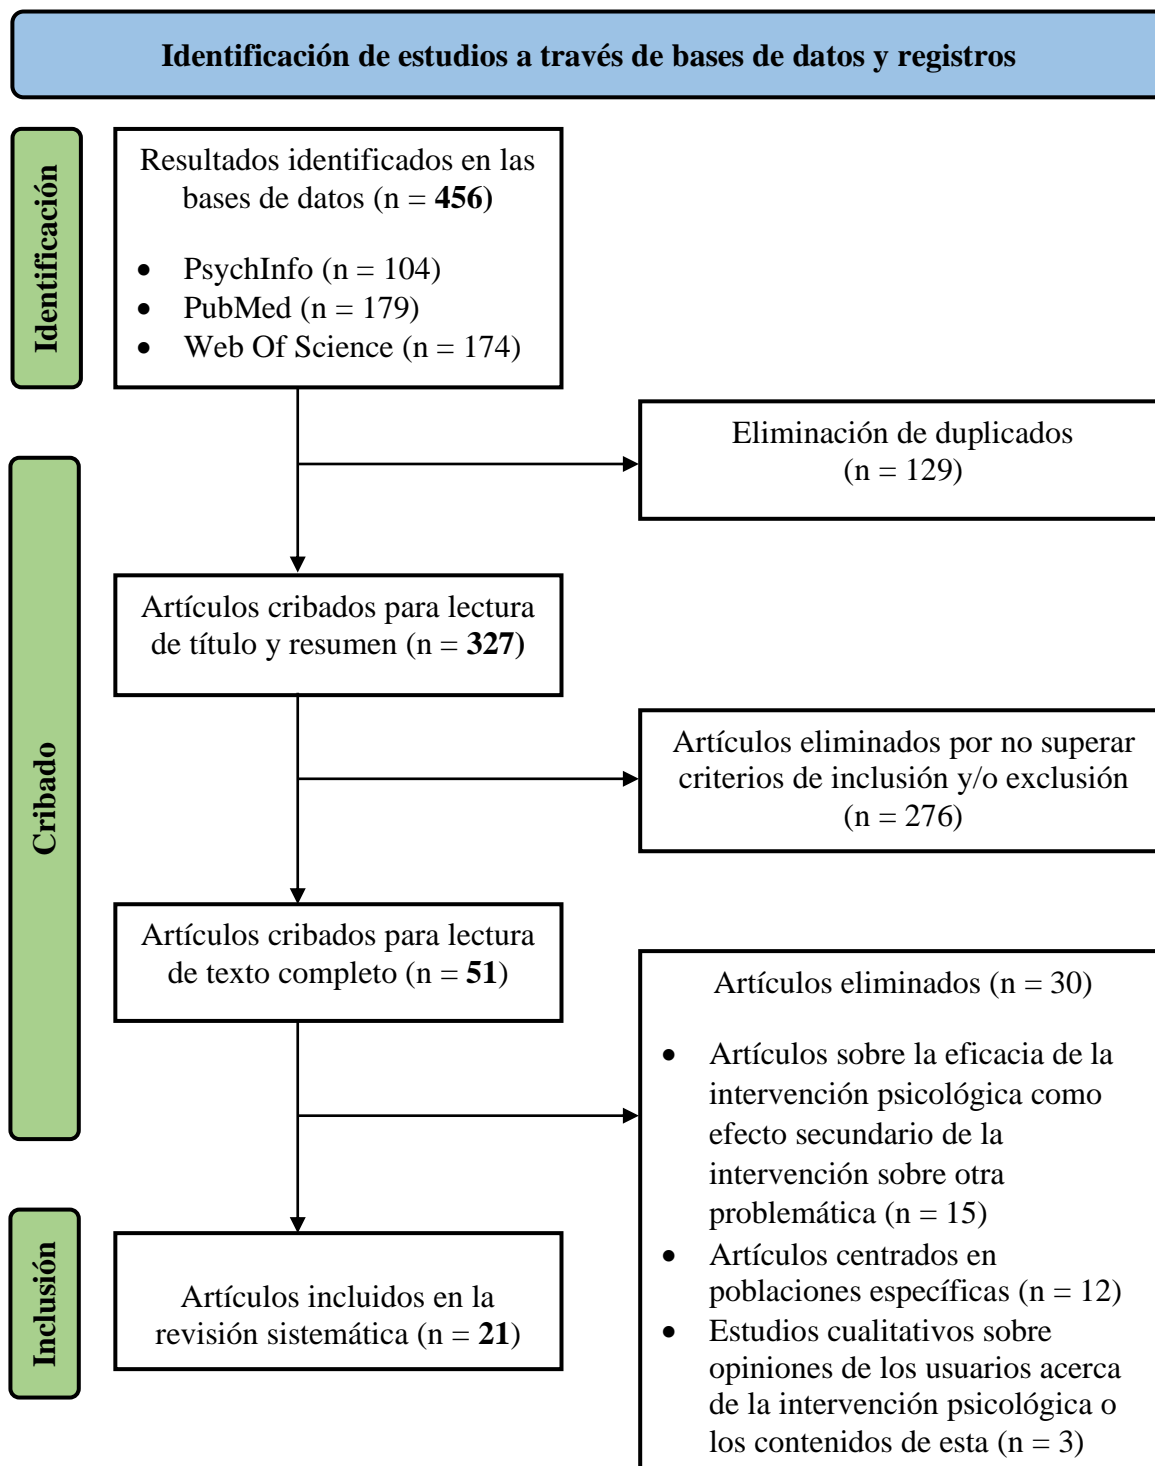 Identificación de estudios a través de bases de datos y registros
Identificación
Resultados identificados en las
bases de datos (n = 456)
• PsychInfo (n = 104)
• PubMed (n = 179)
• Web Of Science (n = 174)
Eliminación de duplicados
(n = 129)
Cribado
Artículos cribados para lectura
de título y resumen (n = 327)
Artículos eliminados por no superar
criterios de inclusión y/o exclusión
(n = 276)
Artículos cribados para lectura
de texto completo (n = 51)
Artículos eliminados (n = 30)
• Artículos sobre la eficacia de la
intervención psicológica como
efecto secundario de la
intervención sobre otra
problemática (n = 15)
• Artículos centrados en
poblaciones específicas (n = 12)
• Estudios cualitativos sobre
opiniones de los usuarios acerca
de la intervención psicológica o
los contenidos de esta (n = 3)
Inclusión
Artículos incluidos en la
revisión sistemática (n = 21)